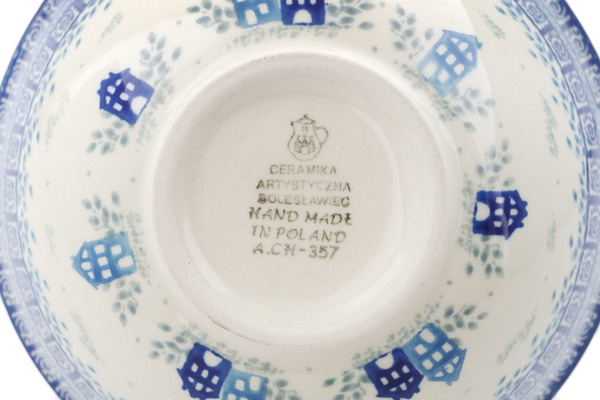 CERAMIKA
ARTYSTYCZNA
BOLESŁAWIEC
HAND MADE
IN POLAND
A.CH-357